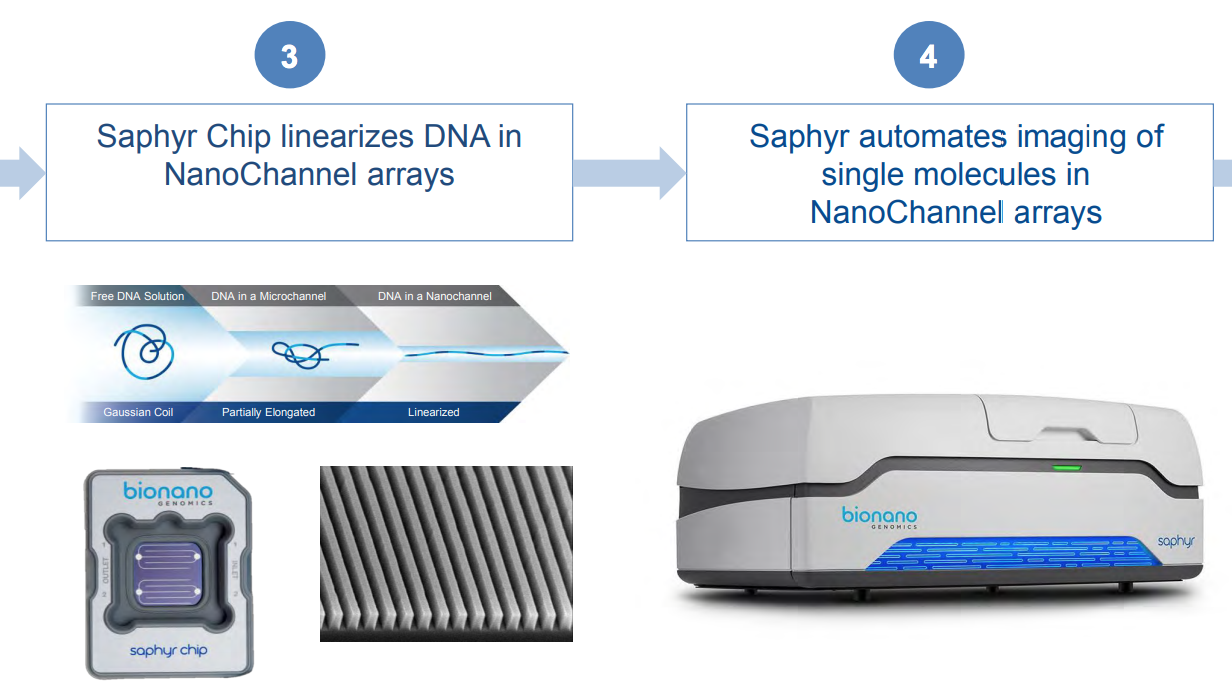 3
Saphyr Chip linearizes DNA in
NanoChannel arrays
4
Saphyr automates imaging of
single molecules in
NanoChannel arrays
Free DNA Solution
DNA in a Microchannel
DNA in a Nanochannel
Gaussian Coil
Partially Elongated
Linearized
bionano
GENOMICS
OUTLET
INLET
saphyr chip
bionano
GENOMICS
saphyr